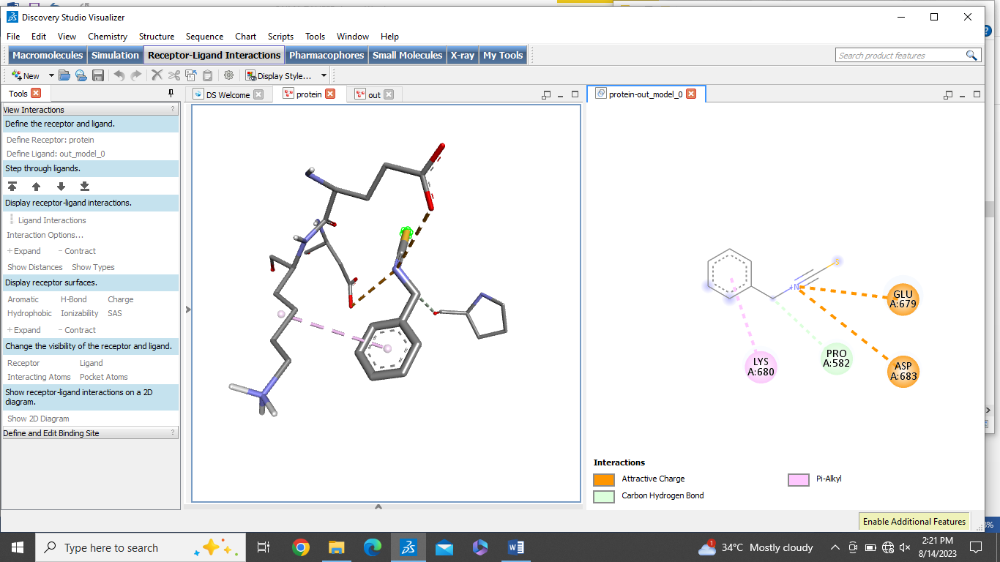 Discovery Studio Visualizer
File Edit View Chemistry Structure Sequence Chart Scripts Tools Window Help
Macromolecules Simulation Receptor-Ligand Interactions Pharmacophores Small Molecules X-ray My Tools
Search product features
New Display Style...
Tools
DS Welcome protein out
protein-out_model_0
View Interactions ?
Define the receptor and ligand.
Define Receptor: protein
Define Ligand: out_model_0
Step through ligands.
Display receptor-ligand interactions.
Ligand Interactions
Interaction Options...
+ Expand - Contract
Show Distances Show Types
Display receptor surfaces.
Aromatic H-Bond Charge
Hydrophobic Ionizability SAS
+ Expand - Contract
Change the visibility of the receptor and ligand.
Receptor Ligand
Interacting Atoms Pocket Atoms
Show receptor-ligand interactions on a 2D
diagram.
Show 2D Diagram
Define and Edit Binding Site ?
S
+N
GLU
A:679
LYS
A:680
PRO
A:582
ASP
A:683
Interactions
Attractive Charge
Carbon Hydrogen Bond
Pi-Alkyl
Enable Additional Features
Type here to search
1
34°C Mostly cloudy
2:21 PM
8/14/2023